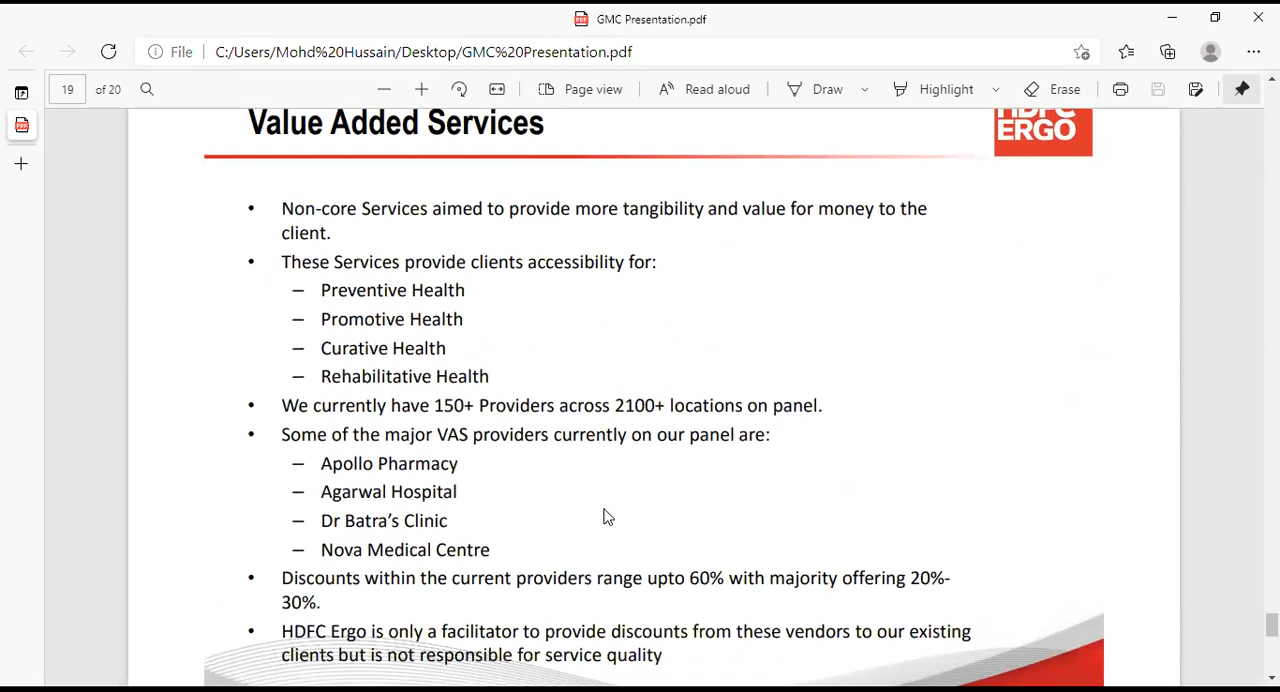 GMC Presentation.pdf
File C:/Users/Mohd%20Hussain/Desktop/GMC%20Presentation.pdf
19 of 20 Page view Read aloud Draw Highlight Erase
Value Added Services
HDFC
ERGO
• Non-core Services aimed to provide more tangibility and value for money to the
client.
• These Services provide clients accessibility for:
– Preventive Health
– Promotive Health
– Curative Health
– Rehabilitative Health
• We currently have 150+ Providers across 2100+ locations on panel.
• Some of the major VAS providers currently on our panel are:
– Apollo Pharmacy
– Agarwal Hospital
– Dr Batra’s Clinic
– Nova Medical Centre
• Discounts within the current providers range upto 60% with majority offering 20%-
30%.
• HDFC Ergo is only a facilitator to provide discounts from these vendors to our existing
clients but is not responsible for service quality